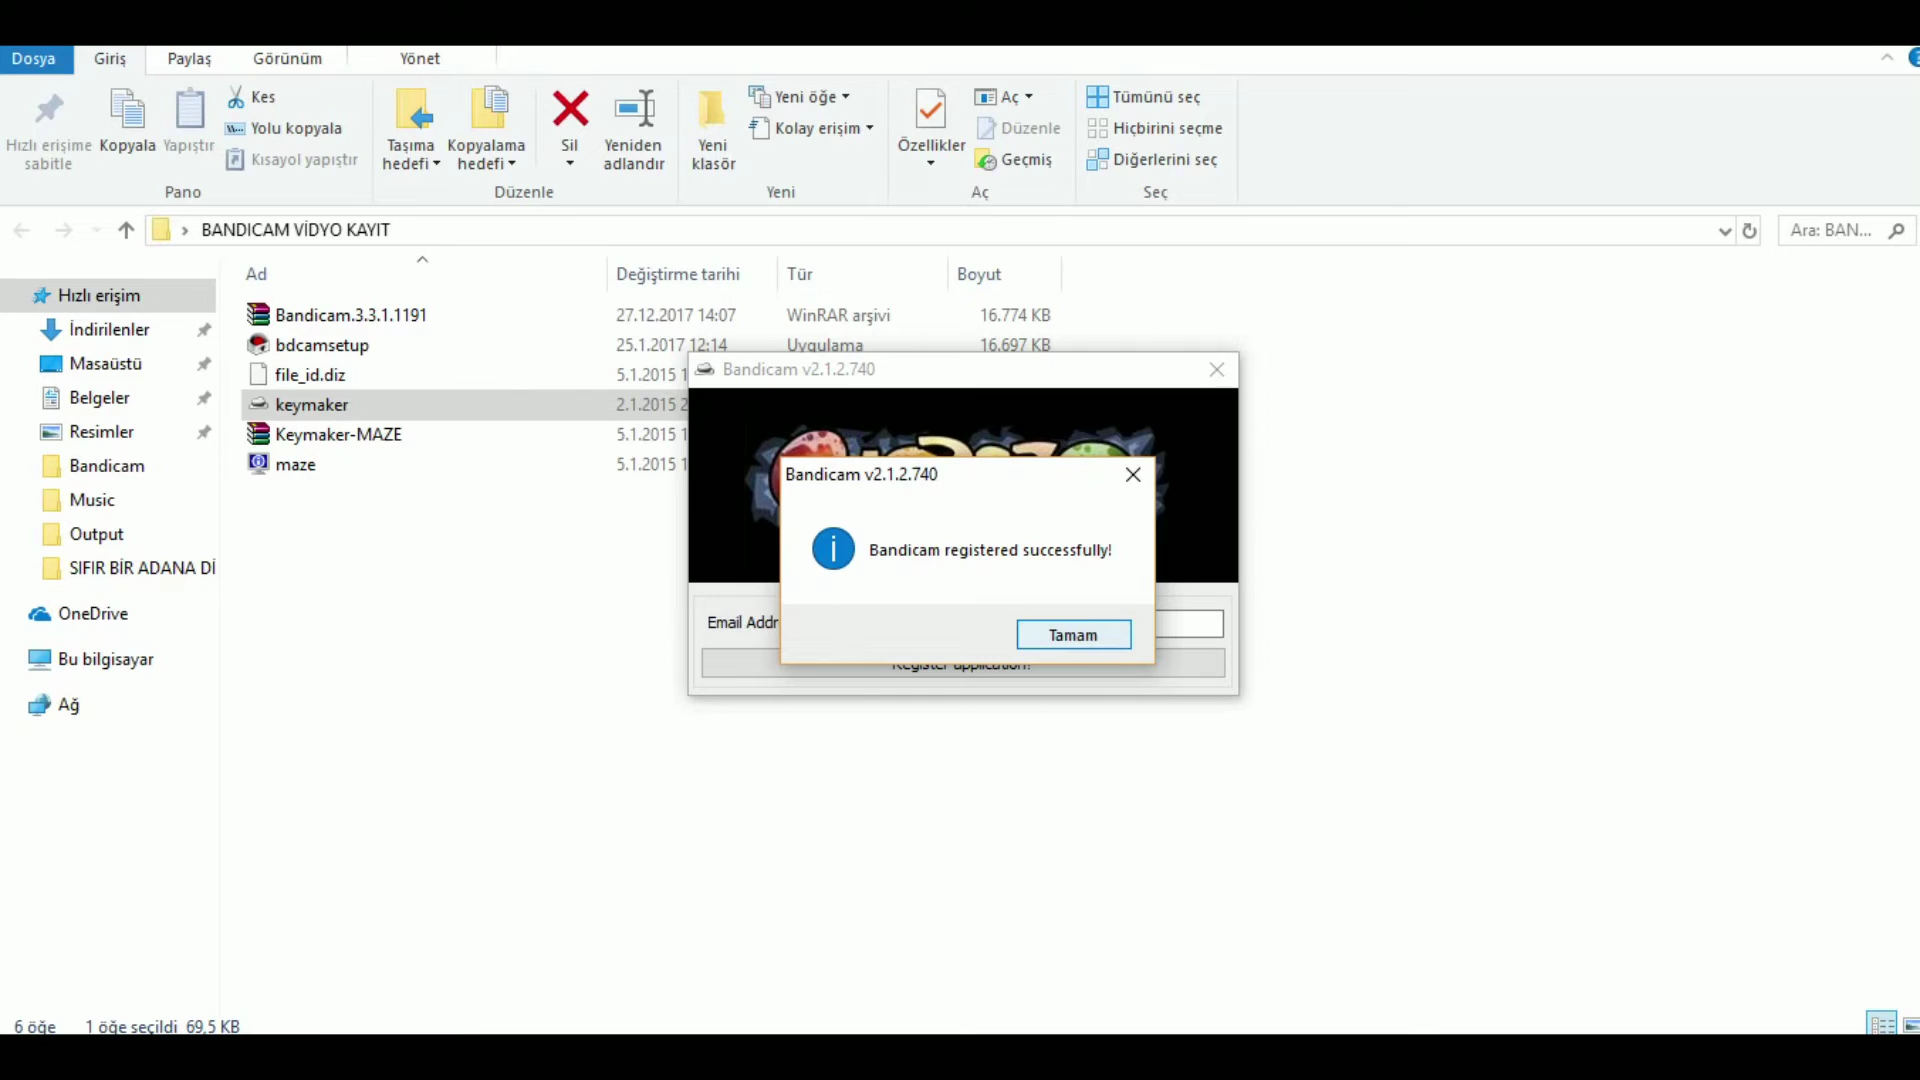 Dosya Giriş Paylaş Görünüm Yönet
Hızlı erişime sabitle
Kopyala
Yapıştır
Kes
Yolu kopyala
Kısayol yapıştır
Taşıma hedefi
Kopyalama hedefi
Sil
Yeniden adlandır
Yeni klasör
Yeni öğe
Kolay erişim
Özellikler
Aç
Düzenle
Geçmiş
Tümünü seç
Hiçbirini seçme
Diğerlerini seç
Pano Düzenle Yeni Aç Seç
BANDICAM VİDYO KAYIT
Ara: BAN...
Ad Değiştirme tarihi Tür Boyut
Hızlı erişim
İndirilenler
Masaüstü
Belgeler
Resimler
Bandicam
Music
Output
SIFIR BİR ADANA Dİ
OneDrive
Bu bilgisayar
Ağ
Bandicam.3.3.1.1191 27.12.2017 14:07 WinRAR arşivi 16.774 KB
bdcamsetup 25.1.2017 12:14 Uygulama 16.697 KB
file_id.diz 5.1.2015 1
keymaker 2.1.2015 2
Keymaker-MAZE 5.1.2015 1
maze 5.1.2015 1
Bandicam v2.1.2.740
Bandicam v2.1.2.740
Bandicam registered successfully!
Tamam
Email Addr
Register application!
6 öğe 1 öğe seçildi 69,5 KB